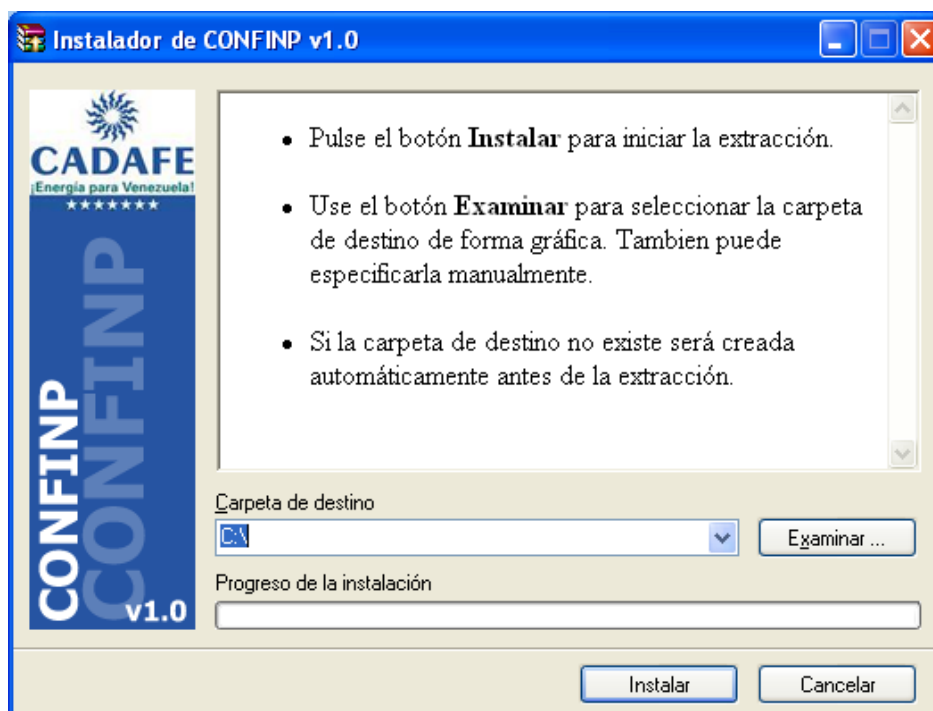 Instalador de CONFINP v1.0
CADAFE
¡Energía para Venezuela!
CONFINP
CONFINP
v1.0
• Pulse el botón Instalar para iniciar la extracción.
• Use el botón Examinar para seleccionar la carpeta
de destino de forma gráfica. Tambien puede
especificarla manualmente.
• Si la carpeta de destino no existe será creada
automáticamente antes de la extracción.
Carpeta de destino
C:\
Examinar ...
Progreso de la instalación
Instalar
Cancelar